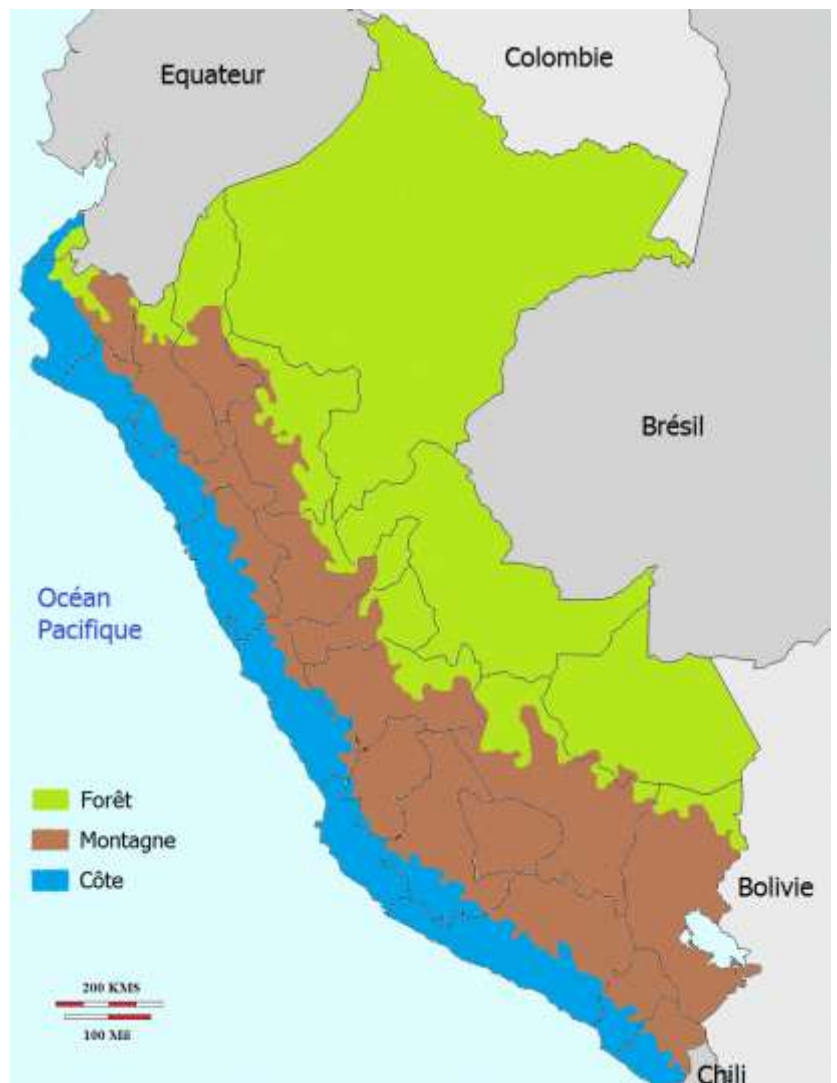 Colombie
Equateur
Brésil
Océan
Pacifique
Forêt
Montagne
Côte
Bolivie
200 KMS
100 Mil
Chili